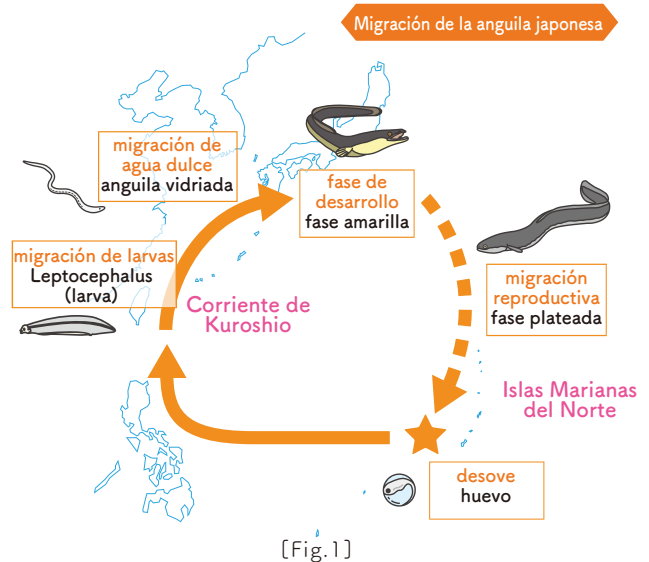 Migración de la anguila japonesa
migración de
agua dulce
anguila vidriada
fase de
desarrollo
fase amarilla
migración de larvas
Leptocephalus
(larva)
migración
reproductiva
fase plateada
Corriente de
Kuroshio
Islas Marianas
del Norte
desove
huevo
[Fig.1]